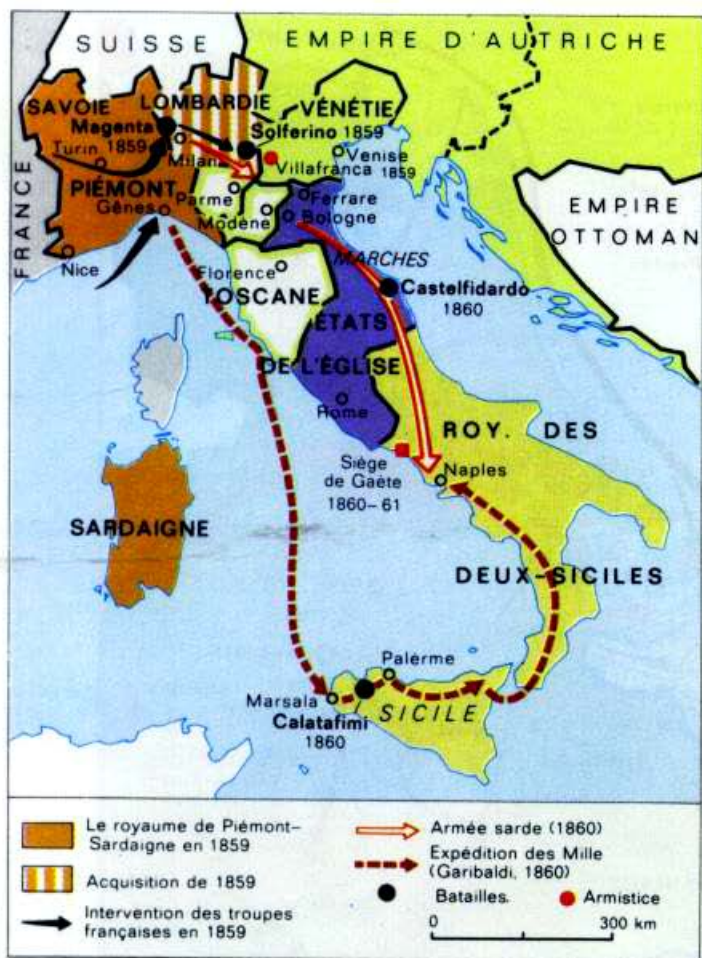 SUISSE
EMPIRE D'AUTRICHE
SAVOIE
LOMBARDIE
VÉNÉTIE
Magenta
1859
Solferino 1859
Turin
Milan
Villafranca
Venise
1859
FRANCE
PIÉMONT
Gênes
Parme
Modène
Ferrare
Bologne
EMPIRE
OTTOMAN
Nice
Florence
TOSCANE
MARCHES
Castelfidardo
1860
ÉTATS
DE L'ÉGLISE
Rome
ROY. DES
Siège
de Gaète
1860-61
Naples
SARDAIGNE
DEUX-SICILES
Palerme
Marsala
SICILE
Calatafimi
1860
Le royaume de Piémont-
Sardaigne en 1859
Acquisition de 1859
Intervention des troupes
françaises en 1859
Armée sarde (1860)
Expédition des Mille
(Garibaldi, 1860)
Batailles.
Armistice
0 300 km